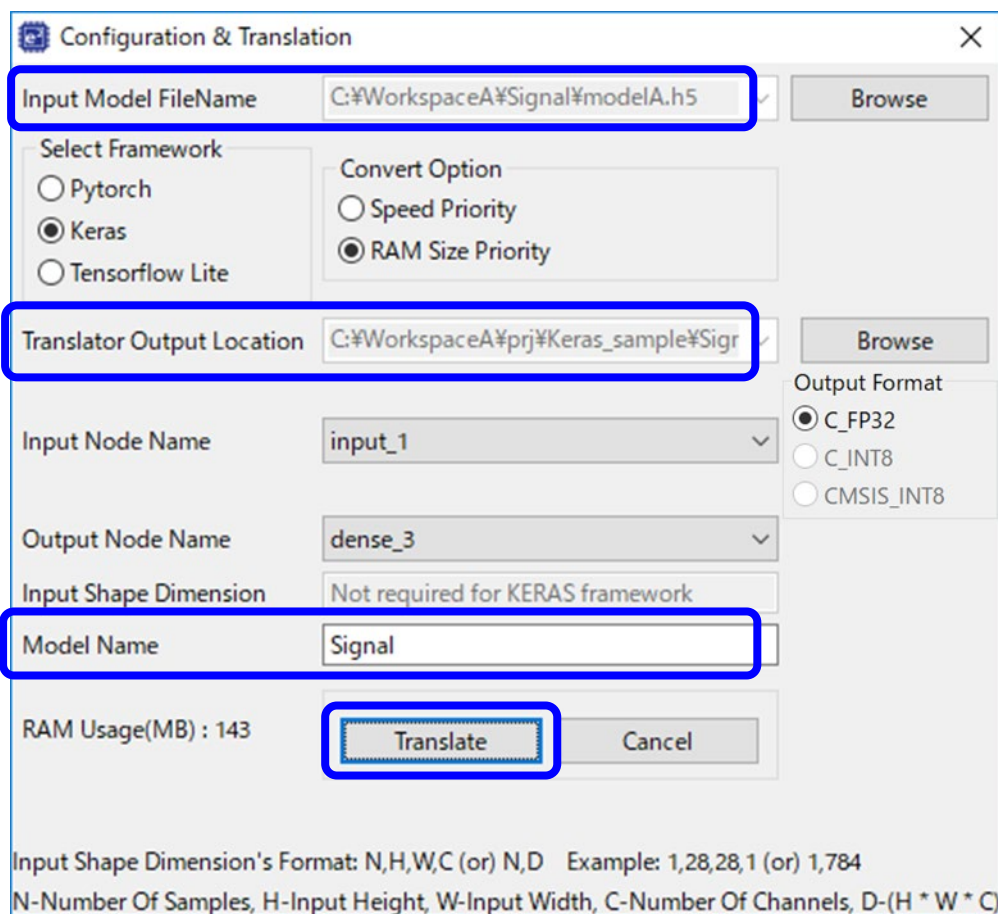 Configuration & Translation
Input Model FileName C:¥WorkspaceA¥Signal¥modelA.h5 Browse
Select Framework
Convert Option
Pytorch
Speed Priority
Keras
RAM Size Priority
Tensorflow Lite
Translator Output Location C:¥WorkspaceA¥prj¥Keras_sample¥Sigr Browse
Output Format
C_FP32
Input Node Name input_1
C_INT8
CMSIS_INT8
Output Node Name dense_3
Input Shape Dimension Not required for KERAS framework
Model Name Signal
RAM Usage(MB) : 143 Translate Cancel
Input Shape Dimension's Format: N,H,W,C (or) N,D Example: 1,28,28,1 (or) 1,784
N-Number Of Samples, H-Input Height, W-Input Width, C-Number Of Channels, D-(H * W * C)